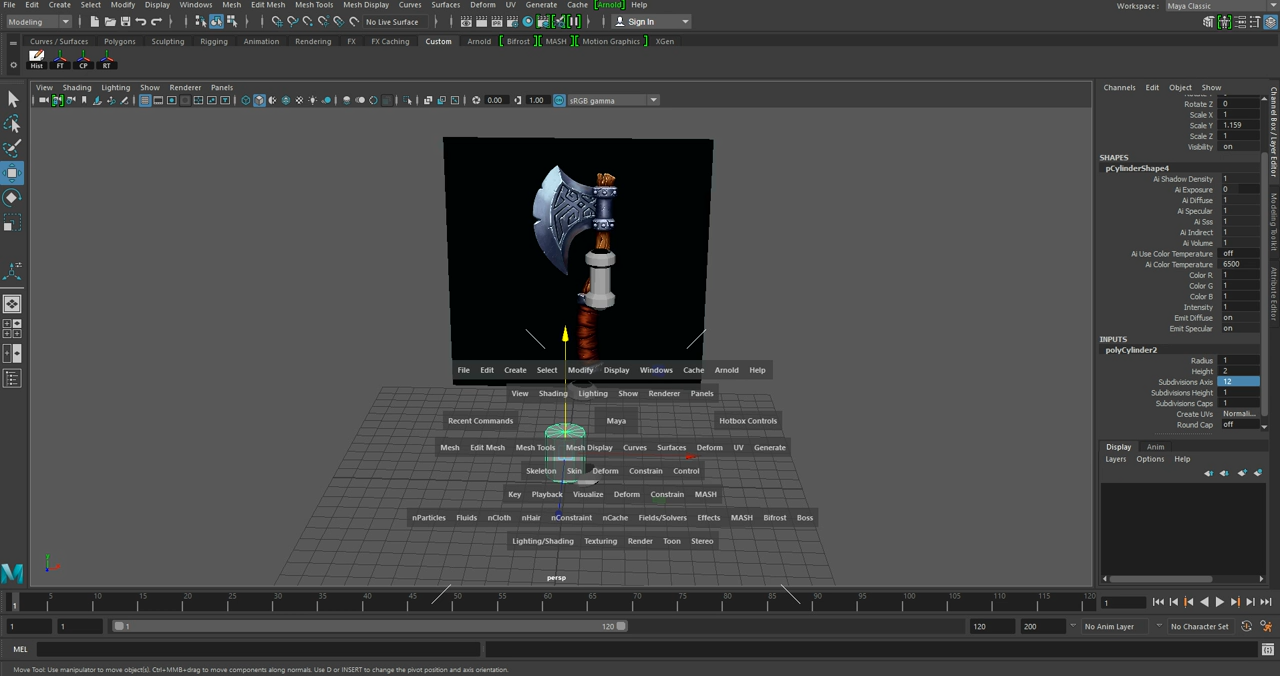 File Edit Create Select Modify Display Windows Mesh Edit Mesh Mesh Tools Mesh Display Curves Surfaces Deform UV Generate Cache [Arnold] Help
Workspace : Maya Classic
Modeling No Live Surface Sign In
Curves / Surfaces Polygons Sculpting Rigging Animation Rendering FX FX Caching Custom Arnold Bifrost MASH Motion Graphics XGen
Hist FT CP RT
View Shading Lighting Show Renderer Panels
0.00 1.00 sRGB gamma
Channels Edit Object Show
Rotate Z 0
Scale X 1
Scale Y 1.159
Scale Z 1
Visibility on
SHAPES
pCylinderShape4
Ai Shadow Density 1
Ai Exposure 0
Ai Diffuse 1
Ai Specular 1
Ai Sss 1
Ai Indirect 1
Ai Volume 1
Ai Use Color Temperature off
Ai Color Temperature 6500
Color R 1
Color G 1
Color B 1
Intensity 1
Emit Diffuse on
Emit Specular on
INPUTS
polyCylinder2
Radius 1
Height 2
Subdivisions Axis 12
Subdivisions Height 1
Subdivisions Caps 1
Create UVs Normali...
Round Cap off
Channel Box / Layer Editor
Modeling Toolkit
Attribute Editor
Display Anim
Layers Options Help
File Edit Create Select Modify Display Windows Cache Arnold Help
View Shading Lighting Show Renderer Panels
Recent Commands Maya Hotbox Controls
Mesh Edit Mesh Mesh Tools Mesh Display Curves Surfaces Deform UV Generate
Skeleton Skin Deform Constrain Control
Key Playback Visualize Deform Constrain MASH
nParticles Fluids nCloth nHair nConstraint nCache Fields/Solvers Effects MASH Bifrost Boss
Lighting/Shading Texturing Render Toon Stereo
persp
1 5 10 15 20 25 30 35 40 45 50 55 60 65 70 75 80 85 90 95 100 105 110 115 120 1
1 1 1 120 120 200 No Anim Layer No Character Set
MEL
Move Tool: Use manipulator to move object(s). Ctrl+MMB+drag to move components along normals. Use D or INSERT to change the pivot position and axis orientation.